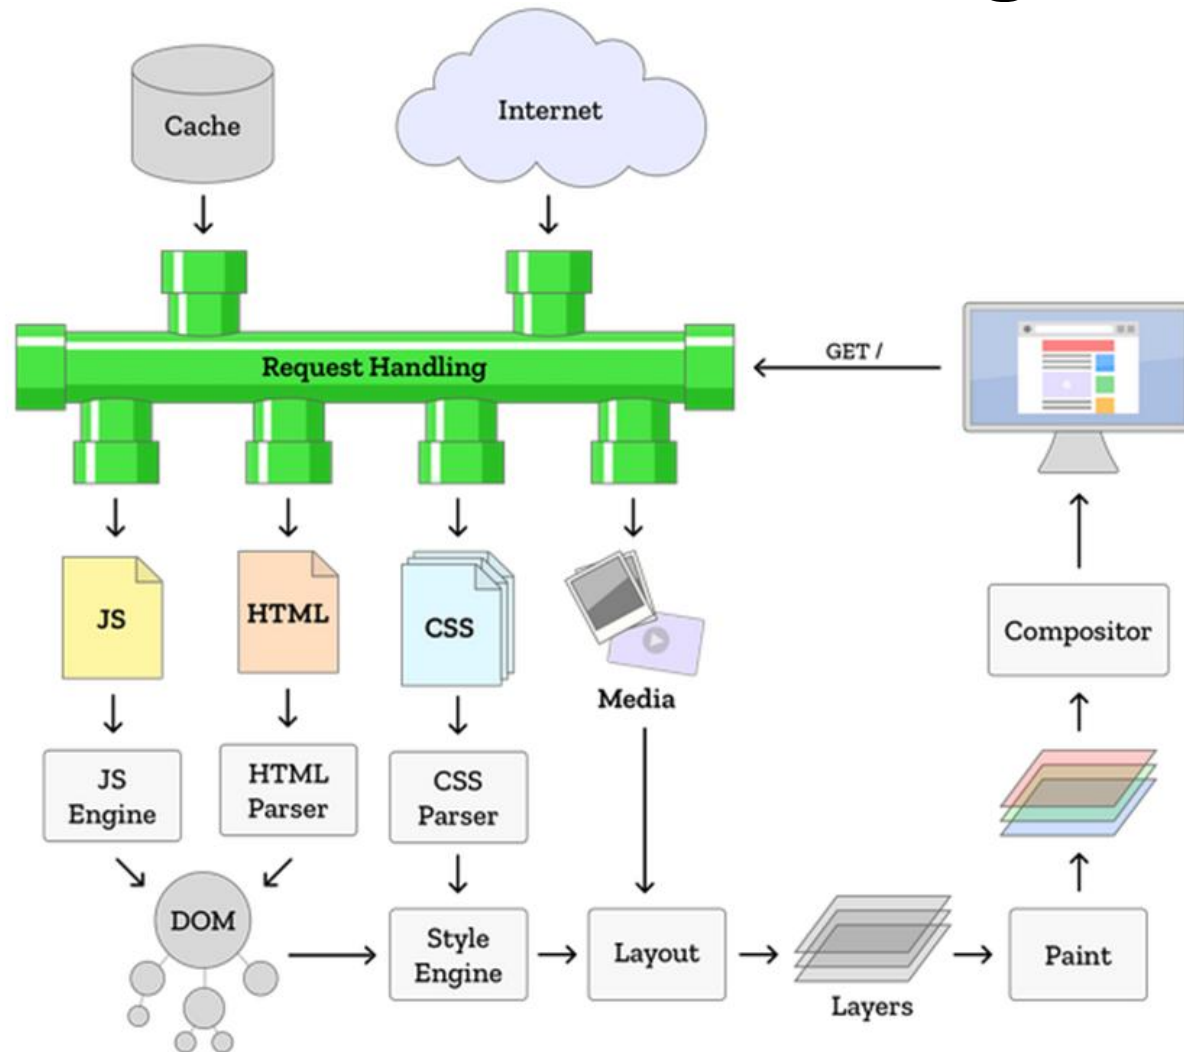 Cache
Internet
Request Handling
GET /
JS
HTML
CSS
Media
Compositor
JS
Engine
HTML
Parser
CSS
Parser
DOM
Style
Engine
Layout
Layers
Paint